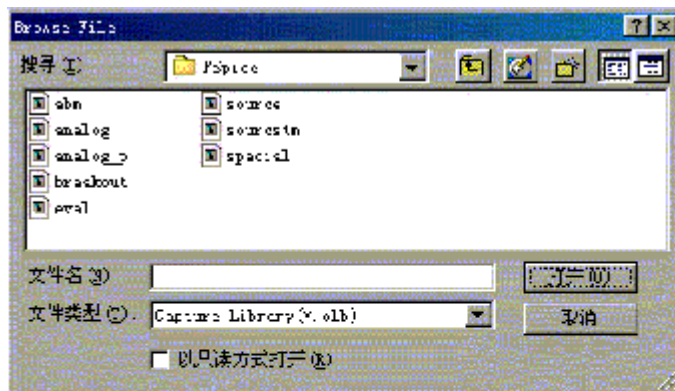 Browse File
搜寻(I)
Pspice
abm
analog
analog_p
breakout
eval
source
sourcstm
special
文件名(N)
打开(O)
文件类型(T):
Capture Library(*.olb)
取消
以只读方式打开(R)